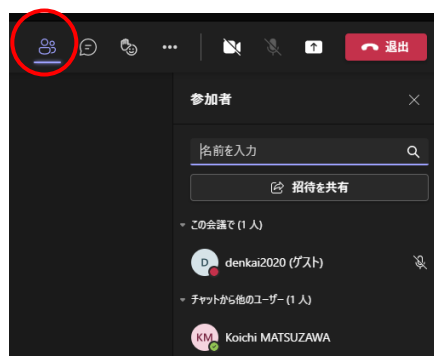 退出
参加者
名前を入力
招待を共有
この会議で (1 人)
D
denkai2020 (ゲスト)
チャットから他のユーザー (1 人)
KM
Koichi MATSUZAWA